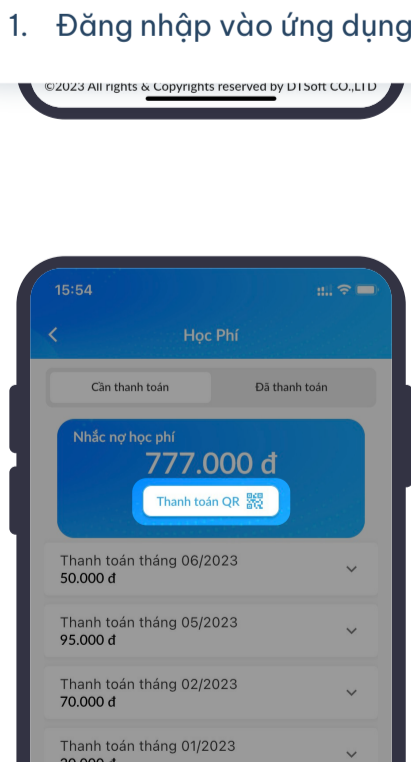 1. Đăng nhập vào ứng dụng
©2023 All rights & Copyrights reserved by DTSoft CO.,LTD
15:54
Học Phí
Cần thanh toán Đã thanh toán
Nhắc nợ học phí
777.000 đ
Thanh toán QR
Thanh toán tháng 06/2023
50.000 đ
Thanh toán tháng 05/2023
95.000 đ
Thanh toán tháng 02/2023
70.000 đ
Thanh toán tháng 01/2023